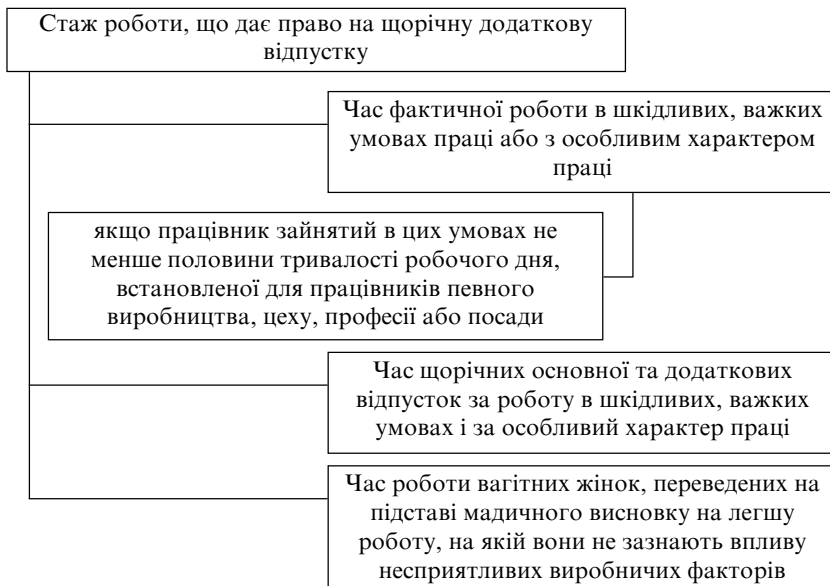 Стаж роботи, що дає право на щорічну додаткову
відпустку
Час фактичної роботи в шкідливих, важких
умовах праці або з особливим характером
праці
якщо працівник зайнятий в цих умовах не
менше половини тривалості робочого дня,
встановленої для працівників певного
виробництва, цеху, професії або посади
Час щорічних основної та додаткових
відпусток за роботу в шкідливих, важких
умовах і за особливий характер праці
Час роботи вагітних жінок, переведених на
підставі мадичного висновку на легшу
роботу, на якій вони не зазнають впливу
несприятливих виробничих факторів